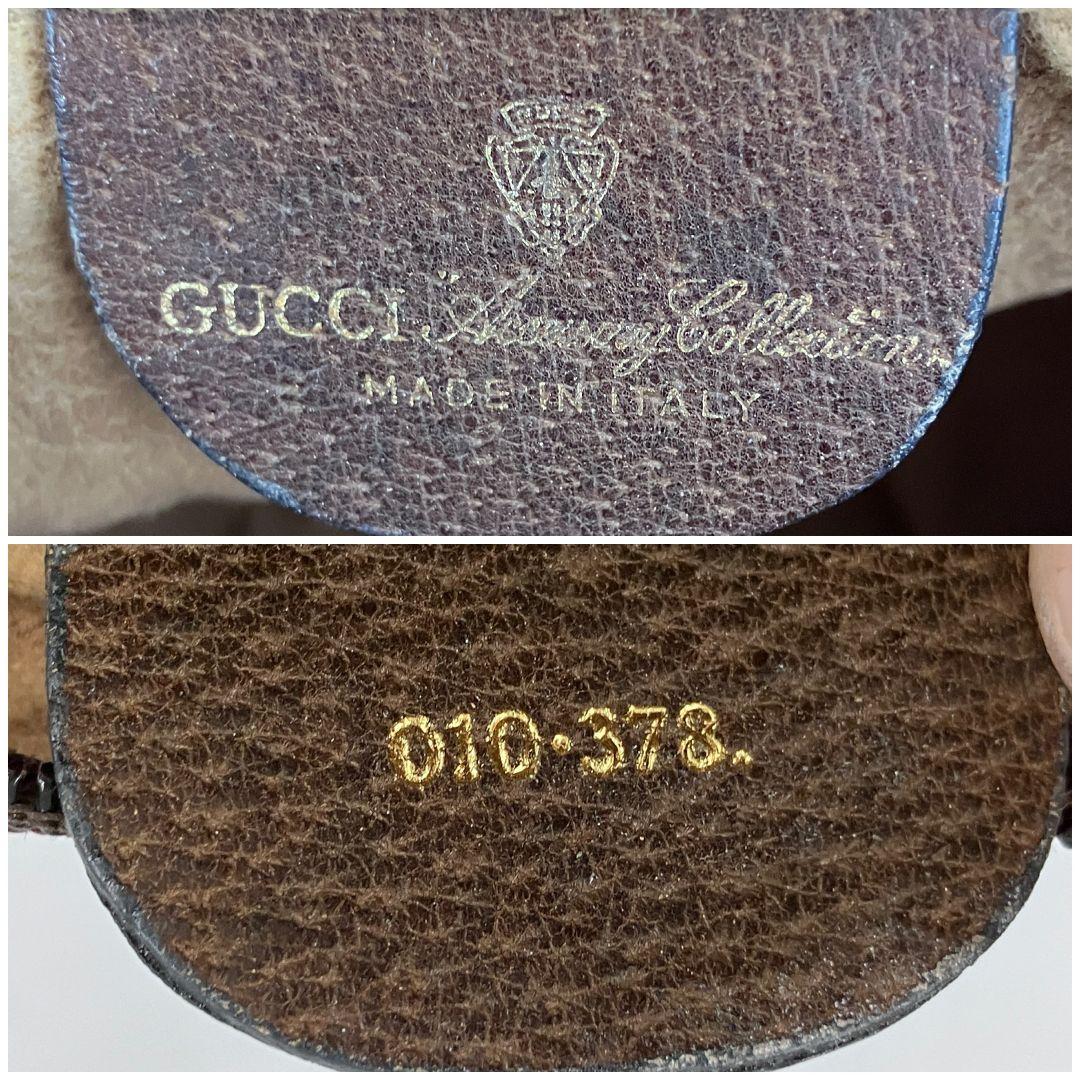 GUCCI Accessory Collection
MADE IN ITALY
010·378.